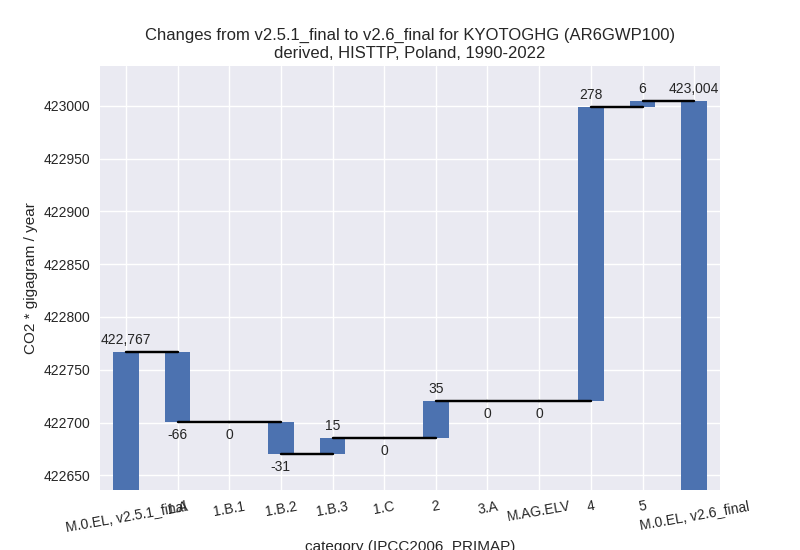 Changes from v2.5.1_final to v2.6_final for KYOTOGHG (AR6GWP100)
derived, HISTTP, Poland, 1990-2022
CO2 * gigagram / year
423000
422950
422900
422850
422800
422750
422700
422650
422,767
-66
0
-31
15
0
35
0
0
278
6
423,004
M.0.EL, v2.5.1_final
1.A
1.B.1
1.B.2
1.B.3
1.C
2
3.A
M.AG.ELV
4
5
M.0.EL, v2.6_final
category (IPCC2006_PRIMAP)